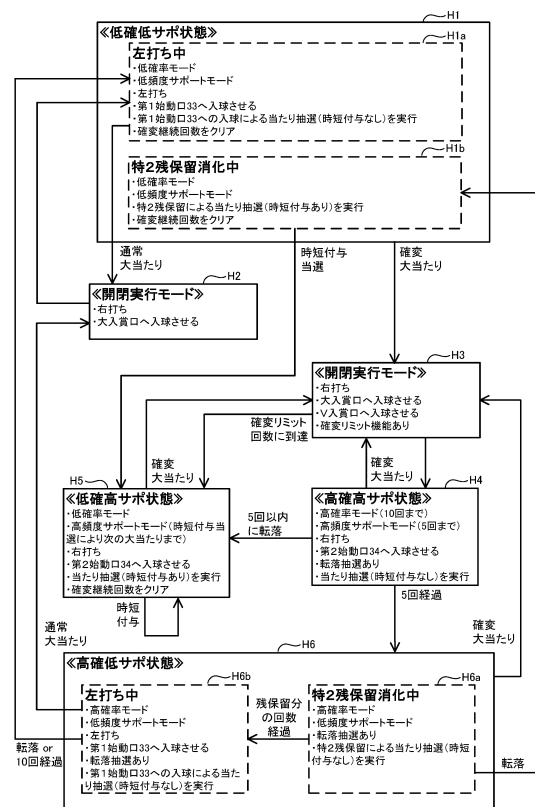 H1
≪低確低サポ状態≫
H1a
左打ち中
・低確率モード
・低頻度サポートモード
・左打ち
・第1始動口33へ入球させる
・第1始動口33への入球による当たり抽選(時短付与なし)を実行
・確変継続回数をクリア
H1b
特2残保留消化中
・低確率モード
・低頻度サポートモード
・特2残保留による当たり抽選(時短付与あり)を実行
・確変継続回数をクリア
通常
大当たり
時短付与
当選
確変
大当たり
H2
≪開閉実行モード≫
・右打ち
・大入賞口へ入球させる
H3
≪開閉実行モード≫
・右打ち
・大入賞口へ入球させる
・V入賞口へ入球させる
・確変リミット機能あり
確変リミット
回数に到達
確変
大当たり
確変
大当たり
H5
≪低確高サポ状態≫
・低確率モード
・高頻度サポートモード(時短付与当
選により次の大当たりまで)
・右打ち
・第2始動口34へ入球させる
・当たり抽選(時短付与あり)を実行
・確変継続回数をクリア
5回以内
に転落
H4
≪高確高サポ状態≫
・高確率モード(10回まで)
・高頻度サポートモード(5回まで)
・右打ち
・第2始動口34へ入球させる
・転落抽選あり
・当たり抽選(時短付与なし)を実行
時短
付与
5回経過
通常
大当たり
確変
大当たり
H6
≪高確低サポ状態≫
H6b
左打ち中
・高確率モード
・低頻度サポートモード
・左打ち
・第1始動口33へ入球させる
・転落抽選あり
・第1始動口33への入球による当た
り抽選(時短付与なし)を実行
残保留分
の回数
経過
H6a
特2残保留消化中
・高確率モード
・低頻度サポートモード
・転落抽選あり
・特2残保留による当たり抽選(時短
付与なし)を実行
転落 or
10回経過
転落